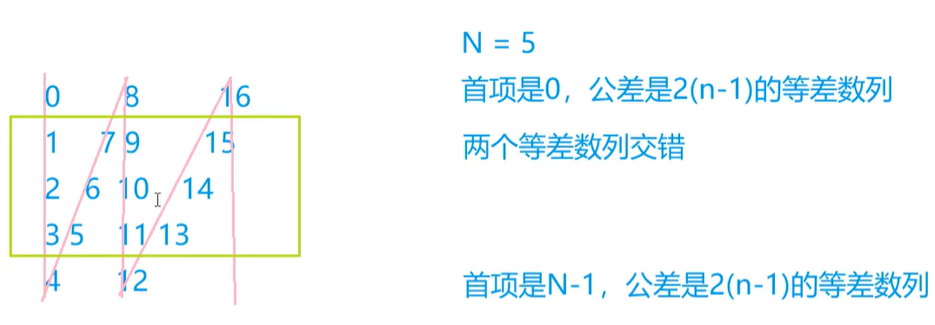 N = 5
0 8 16
首项是0，公差是2(n-1)的等差数列
1 7 9 15
两个等差数列交错
2 6 10 14
3 5 11 13
4 12
首项是N-1，公差是2(n-1)的等差数列